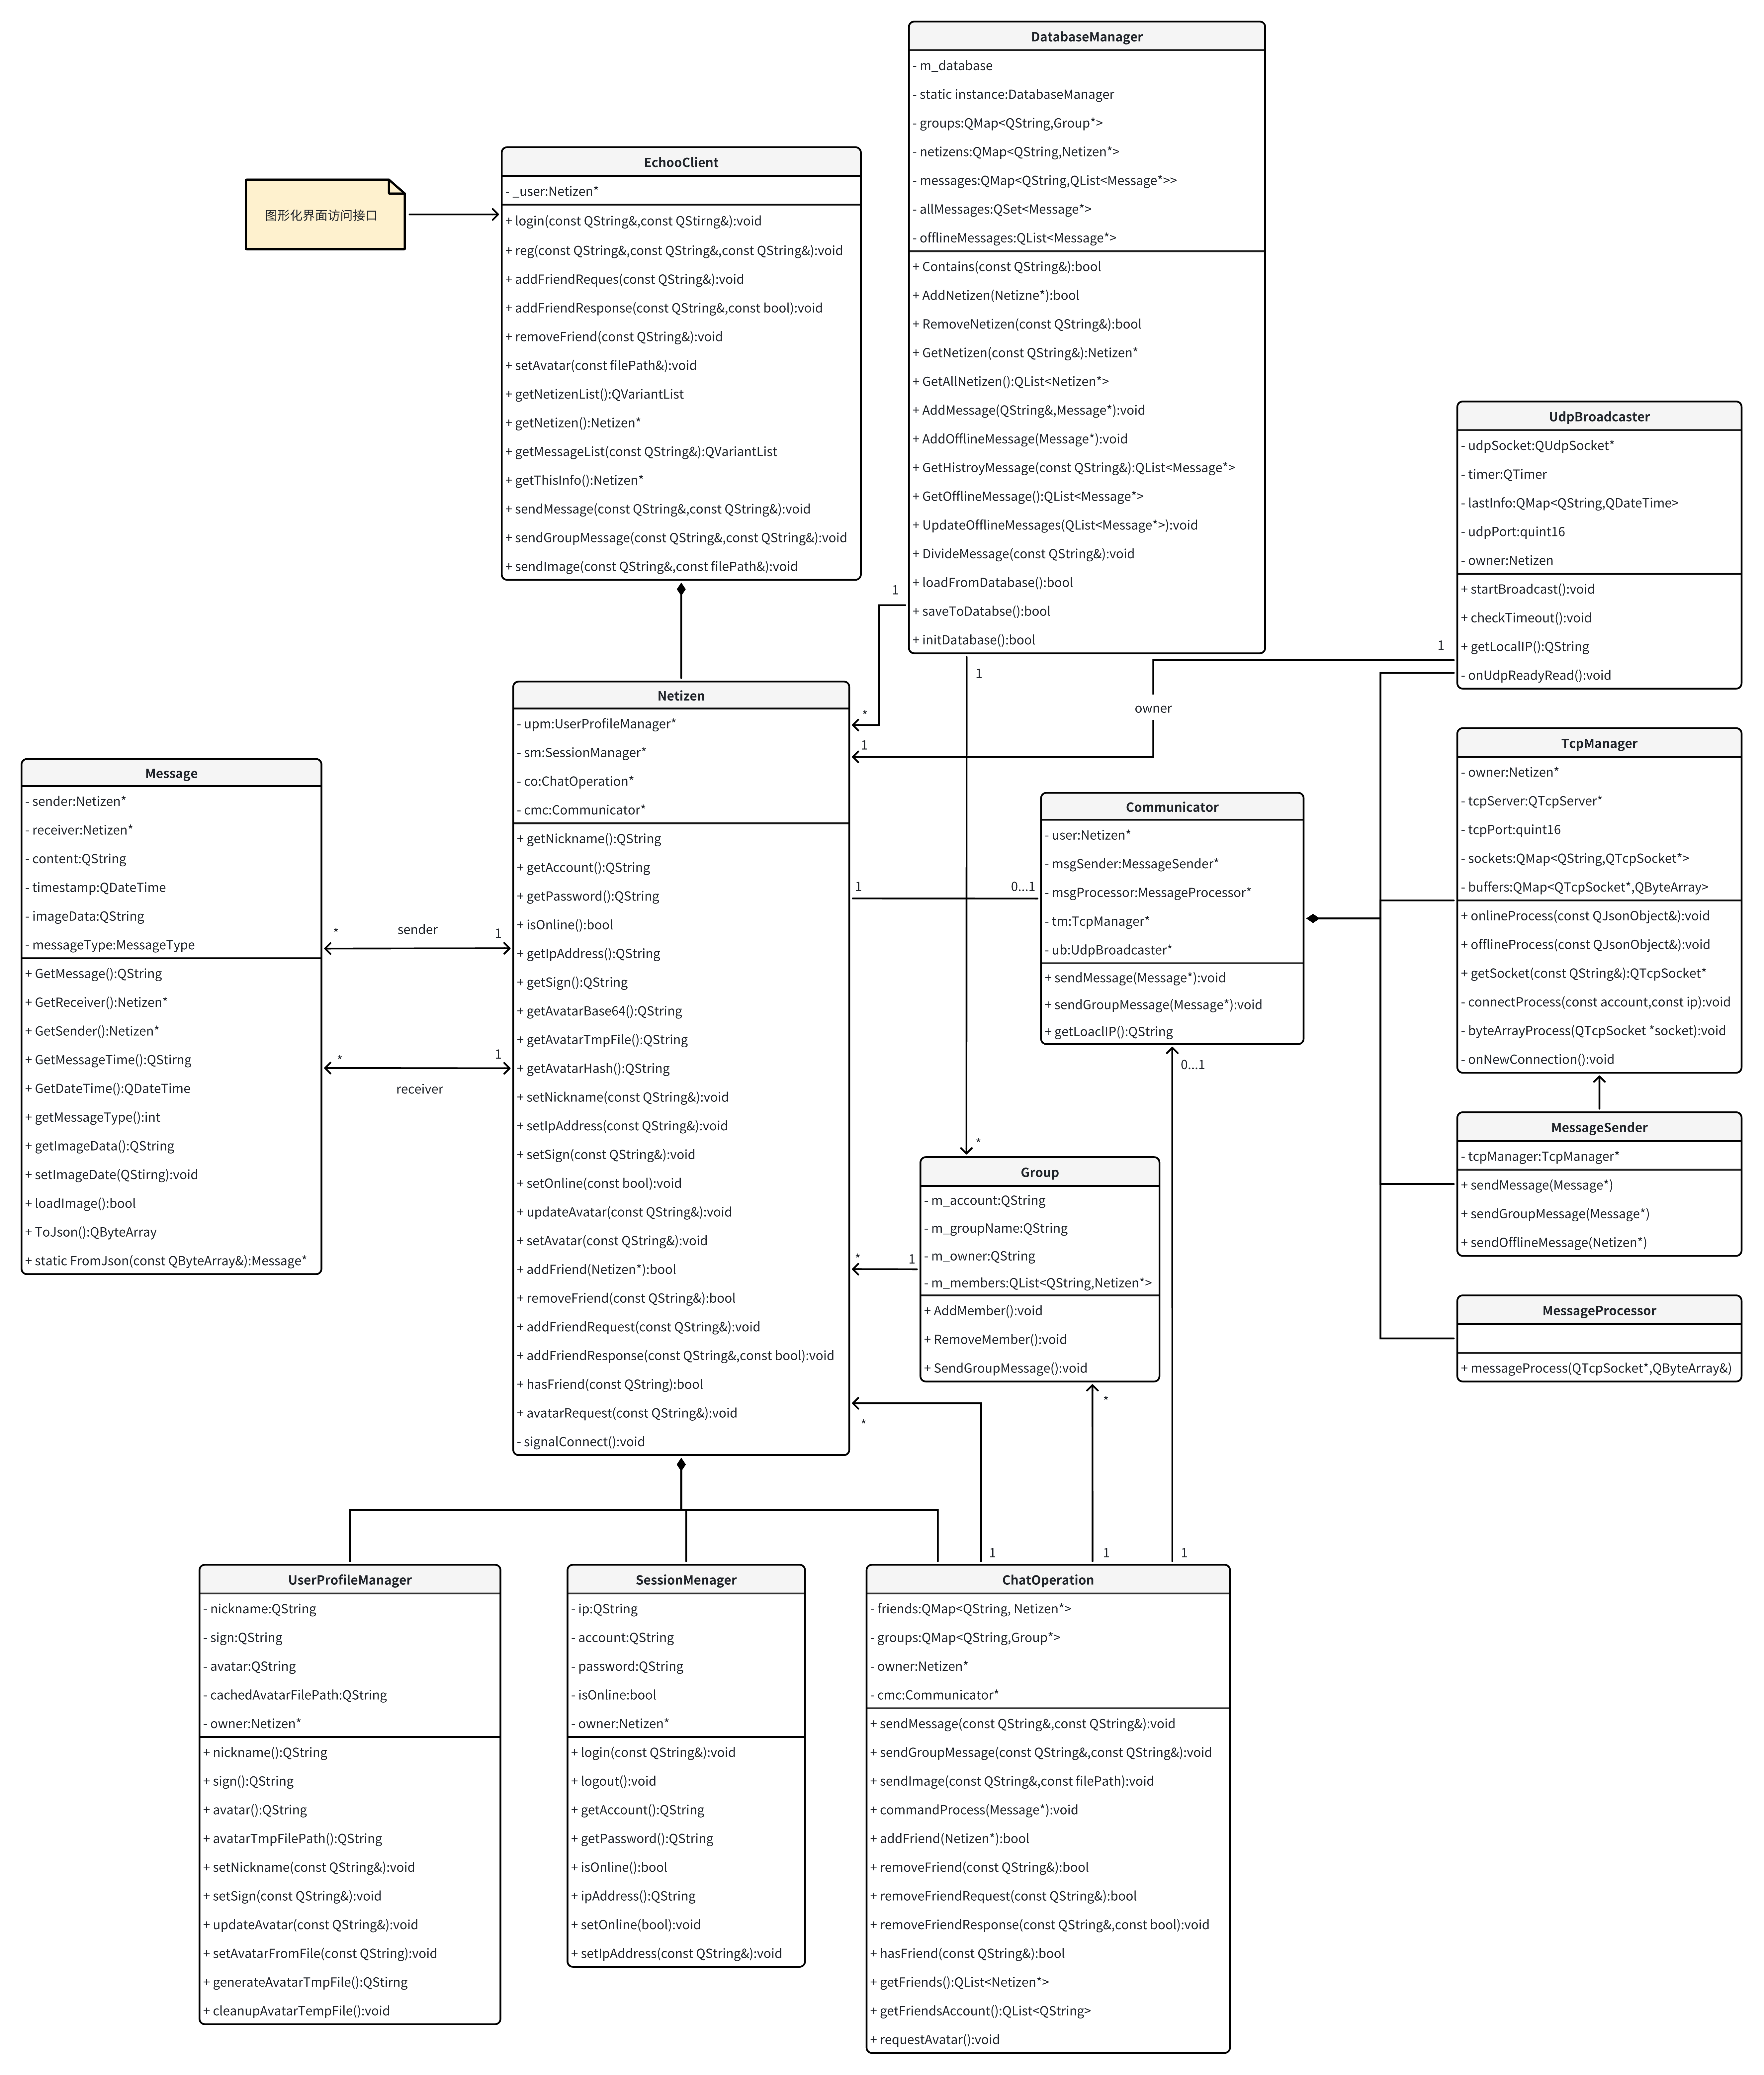 DatabaseManager
- m_database
- static instance:DatabaseManager
- groups:QMap<QString,Group*>
- netizens:QMap<QString,Netizen*>
- messages:QMap<QString,QList<Message*>>
- allMessages:QSet<Message*>
- offlineMessages:QList<Message*>
+ Contains(const QString&):bool
+ AddNetizen(Netizne*):bool
+ RemoveNetizen(const QString&):bool
+ GetNetizen(const QString&):Netizen*
+ GetAllNetizen():QList<Netizen*>
+ AddMessage(QString&,Message*):void
+ AddOfflineMessage(Message*):void
+ GetHistroyMessage(const QString&):QList<Message*>
+ GetOfflineMessage():QList<Message*>
+ UpdateOfflineMessages(QList<Message*>):void
+ DivideMessage(const QString&):void
+ loadFromDatabase():bool
+ saveToDatabse():bool
+ initDatabase():bool
图形化界面访问接口
EchooClient
- _user:Netizen*
+ login(const QString&,const QStirng&):void
+ reg(const QString&,const QString&,const QString&):void
+ addFriendReques(const QString&):void
+ addFriendResponse(const QString&,const bool):void
+ removeFriend(const QString&):void
+ setAvatar(const filePath&):void
+ getNetizenList():QVariantList
+ getNetizen():Netizen*
+ getMessageList(const QString&):QVariantList
+ getThisInfo():Netizen*
+ sendMessage(const QString&,const QString&):void
+ sendGroupMessage(const QString&,const QString&):void
+ sendImage(const QString&,const filePath&):void
UdpBroadcaster
- udpSocket:QUdpSocket*
- timer:QTimer
- lastInfo:QMap<QString,QDateTime>
- udpPort:quint16
- owner:Netizen
+ startBroadcast():void
+ checkTimeout():void
+ getLocalIP():QString
- onUdpReadyRead():void
1
*
1
*
1
owner
1
Netizen
- upm:UserProfileManager*
- sm:SessionManager*
- co:ChatOperation*
- cmc:Communicator*
+ getNickname():QString
+ getAccount():QString
+ getPassword():QString
+ isOnline():bool
+ getIpAddress():QString
+ getSign():QString
+ getAvatarBase64():QString
+ getAvatarTmpFile():QString
+ getAvatarHash():QString
+ setNickname(const QString&):void
+ setIpAddress(const QString&):void
+ setSign(const QString&):void
+ setOnline(const bool):void
+ updateAvatar(const QString&):void
+ setAvatar(const QString&):void
+ addFriend(Netizen*):bool
+ removeFriend(const QString&):bool
+ addFriendRequest(const QString&):void
+ addFriendResponse(const QString&,const bool):void
+ hasFriend(const QString):bool
+ avatarRequest(const QString&):void
- signalConnect():void
Message
- sender:Netizen*
- receiver:Netizen*
- content:QString
- timestamp:QDateTime
- imageData:QString
- messageType:MessageType
+ GetMessage():QString
+ GetReceiver():Netizen*
+ GetSender():Netizen*
+ GetMessageTime():QStirng
+ GetDateTime():QDateTime
+ getMessageType():int
+ getImageData():QString
+ setImageDate(QStirng):void
+ loadImage():bool
+ ToJson():QByteArray
+ static FromJson(const QByteArray&):Message*
*
sender
1
*
receiver
1
1
0...1
Communicator
- user:Netizen*
- msgSender:MessageSender*
- msgProcessor:MessageProcessor*
- tm:TcpManager*
- ub:UdpBroadcaster*
+ sendMessage(Message*):void
+ sendGroupMessage(Message*):void
+ getLoaclIP():QString
0...1
TcpManager
- owner:Netizen*
- tcpServer:QTcpServer*
- tcpPort:quint16
- sockets:QMap<QString,QTcpSocket*>
- buffers:QMap<QTcpSocket*,QByteArray>
+ onlineProcess(const QJsonObject&):void
+ offlineProcess(const QJsonObject&):void
+ getSocket(const QString&):QTcpSocket*
- connectProcess(const account,const ip):void
- byteArrayProcess(QTcpSocket *socket):void
- onNewConnection():void
MessageSender
- tcpManager:TcpManager*
+ sendMessage(Message*)
+ sendGroupMessage(Message*)
+ sendOfflineMessage(Netizen*)
MessageProcessor
+ messageProcess(QTcpSocket*,QByteArray&)
Group
- m_account:QString
- m_groupName:QString
- m_owner:QString
- m_members:QList<QString,Netizen*>
+ AddMember():void
+ RemoveMember():void
+ SendGroupMessage():void
*
1
*
*
1
1
1
UserProfileManager
- nickname:QString
- sign:QString
- avatar:QString
- cachedAvatarFilePath:QString
- owner:Netizen*
+ nickname():QString
+ sign():QString
+ avatar():QString
+ avatarTmpFilePath():QString
+ setNickname(const QString&):void
+ setSign(const QString&):void
+ updateAvatar(const QString&):void
+ setAvatarFromFile(const QString):void
+ generateAvatarTmpFile():QStirng
+ cleanupAvatarTempFile():void
SessionMenager
- ip:QString
- account:QString
- password:QString
- isOnline:bool
- owner:Netizen*
+ login(const QString&):void
+ logout():void
+ getAccount():QString
+ getPassword():QString
+ isOnline():bool
+ ipAddress():QString
+ setOnline(bool):void
+ setIpAddress(const QString&):void
ChatOperation
- friends:QMap<QString, Netizen*>
- groups:QMap<QString,Group*>
- owner:Netizen*
- cmc:Communicator*
+ sendMessage(const QString&,const QString&):void
+ sendGroupMessage(const QString&,const QString&):void
+ sendImage(const QString&,const filePath):void
+ commandProcess(Message*):void
+ addFriend(Netizen*):bool
+ removeFriend(const QString&):bool
+ removeFriendRequest(const QString&):bool
+ removeFriendResponse(const QString&,const bool):void
+ hasFriend(const QString&):bool
+ getFriends():QList<Netizen*>
+ getFriendsAccount():QList<QString>
+ requestAvatar():void